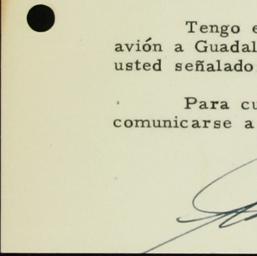 Tengo e
avión a Guadal
usted señalado
Para cu
comunicarse a